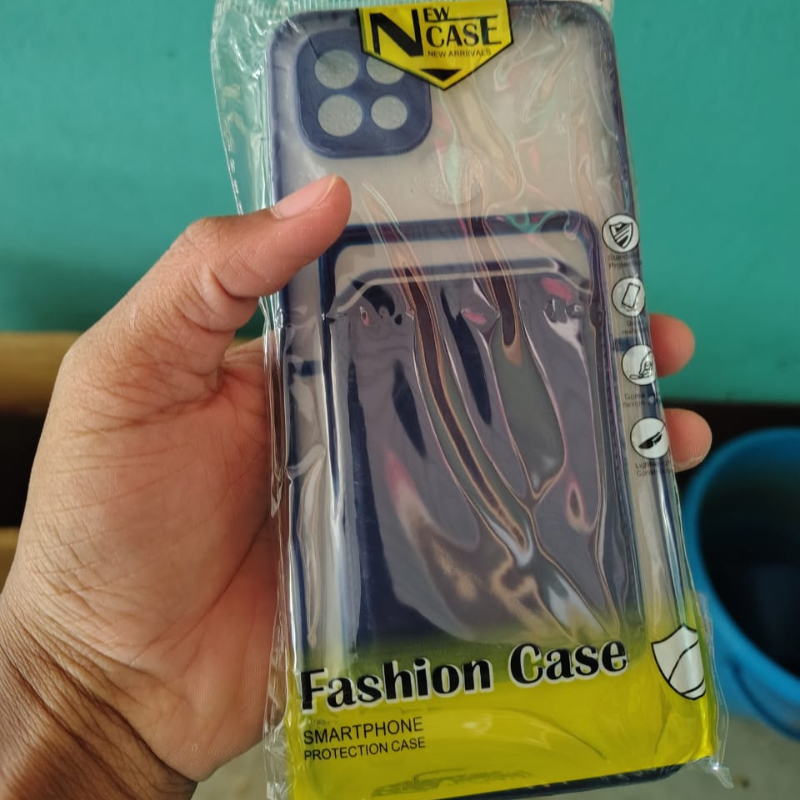 NEW
CASE
NEW ARRIVALS
Fashion Case
SMARTPHONE
PROTECTION CASE